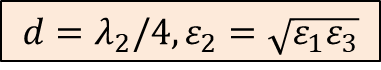 d = λ₂/4, ε₂ = √ε₁ε₃